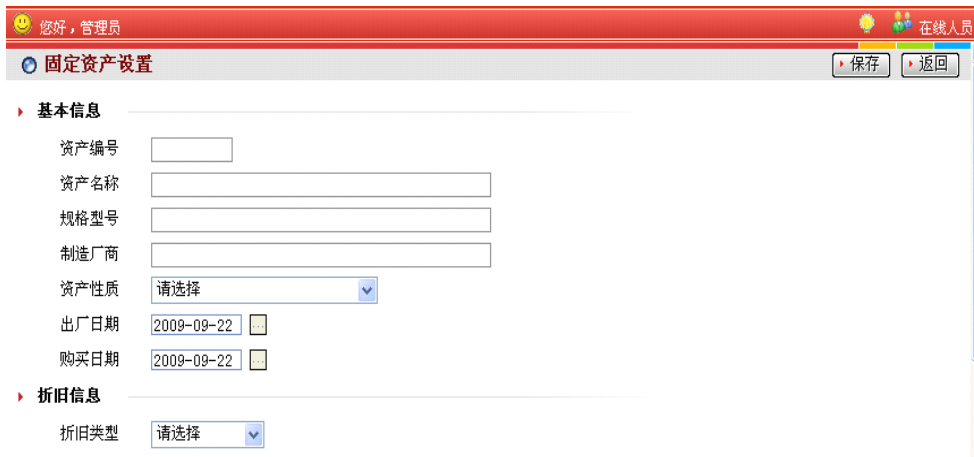 您好，管理员 在线人员
固定资产设置 保存 返回
基本信息
资产编号
资产名称
规格型号
制造厂商
资产性质 请选择
出厂日期 2009-09-22 ...
购买日期 2009-09-22 ...
折旧信息
折旧类型 请选择